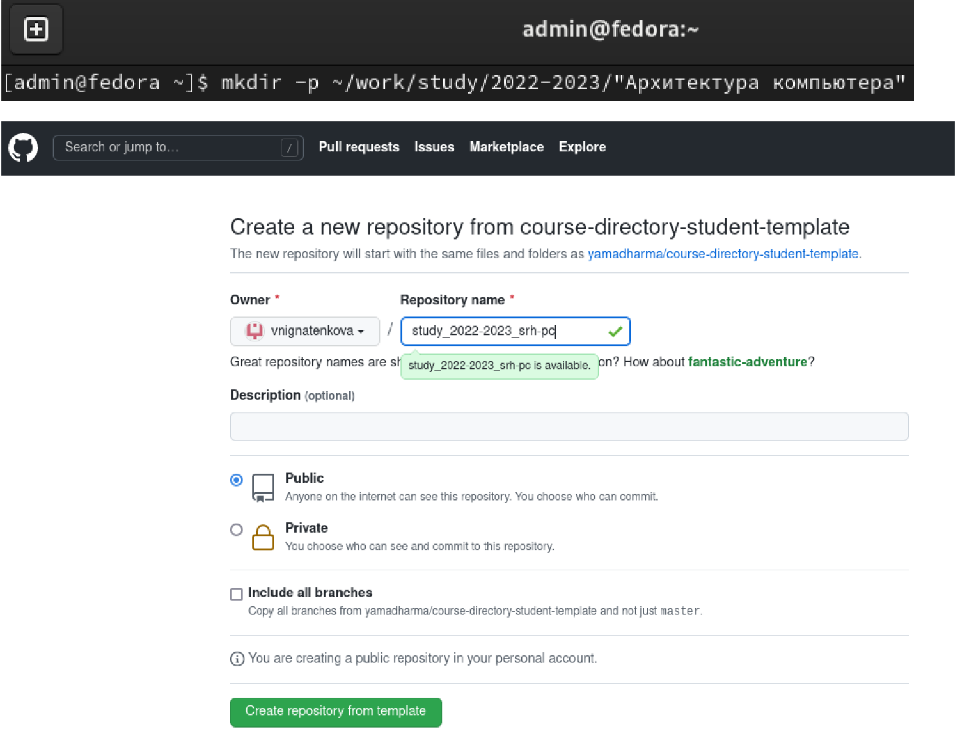 admin@fedora:~
[admin@fedora ~]$ mkdir -p ~/work/study/2022-2023/"Архитектура компьютера"
Search or jump to... / Pull requests Issues Marketplace Explore
Create a new repository from course-directory-student-template
The new repository will start with the same files and folders as yamadharma/course-directory-student-template.
Owner * Repository name *
vnignatenkova / study_2022-2023_srh-pc
Great repository names are sh on? How about fantastic-adventure?
study_2022-2023_srh-pc is available.
Description (optional)
Public
Anyone on the internet can see this repository. You choose who can commit.
Private
You choose who can see and commit to this repository.
Include all branches
Copy all branches from yamadharma/course-directory-student-template and not just master.
You are creating a public repository in your personal account.
Create repository from template